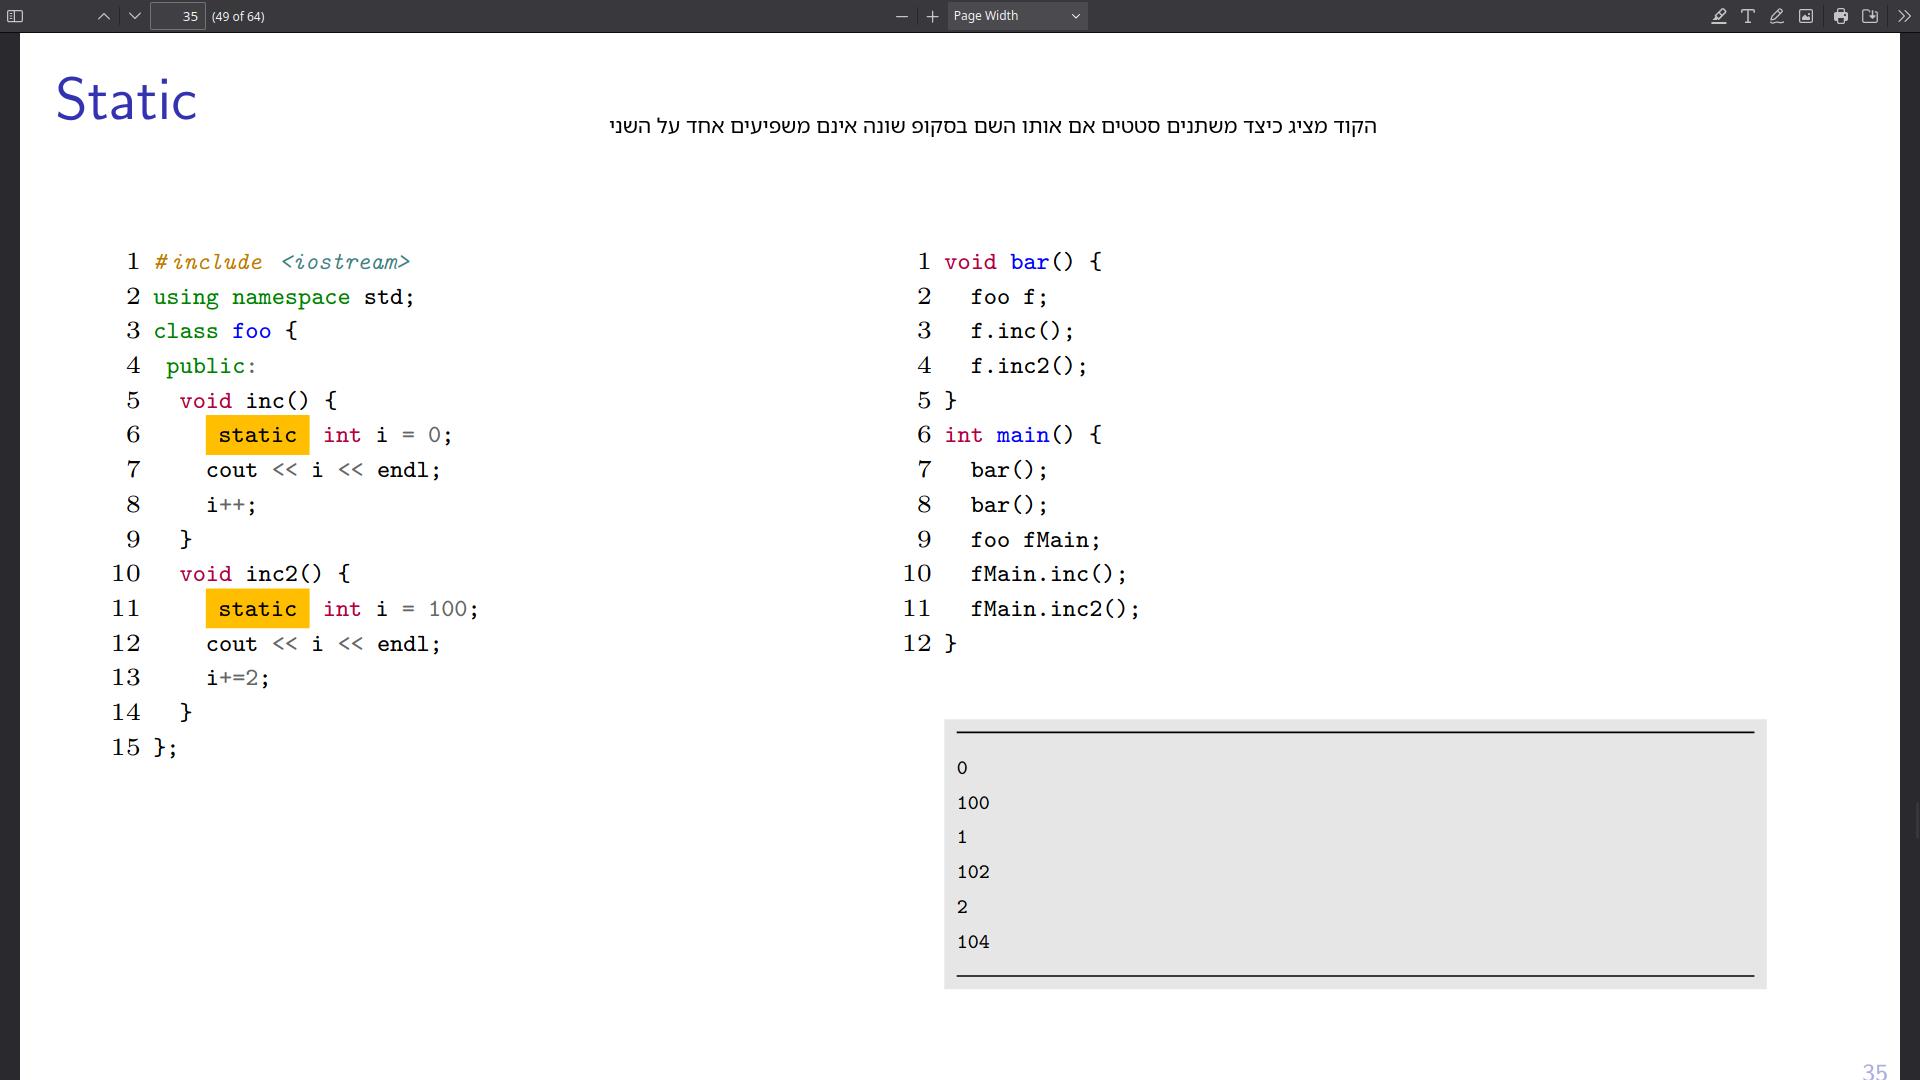 35 (49 of 64) Page Width
Static
הקוד מציג כיצד משתנים סטטים אם אותו השם בסקופ שונה אינם משפיעים אחד על השני
1 #include <iostream>
2 using namespace std;
3 class foo {
4 public:
5 void inc() {
6 static int i = 0;
7 cout << i << endl;
8 i++;
9 }
10 void inc2() {
11 static int i = 100;
12 cout << i << endl;
13 i+=2;
14 }
15 };
1 void bar() {
2 foo f;
3 f.inc();
4 f.inc2();
5 }
6 int main() {
7 bar();
8 bar();
9 foo fMain;
10 fMain.inc();
11 fMain.inc2();
12 }
0
100
1
102
2
104
35